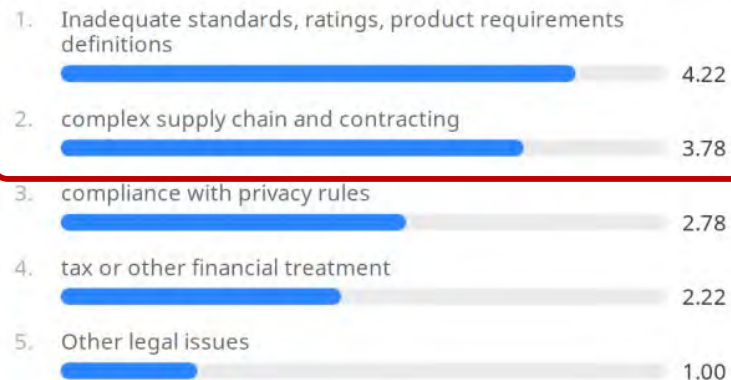 1. Inadequate standards, ratings, product requirements
definitions
4.22
2. complex supply chain and contracting
3.78
3. compliance with privacy rules
2.78
4. tax or other financial treatment
2.22
5. Other legal issues
1.00